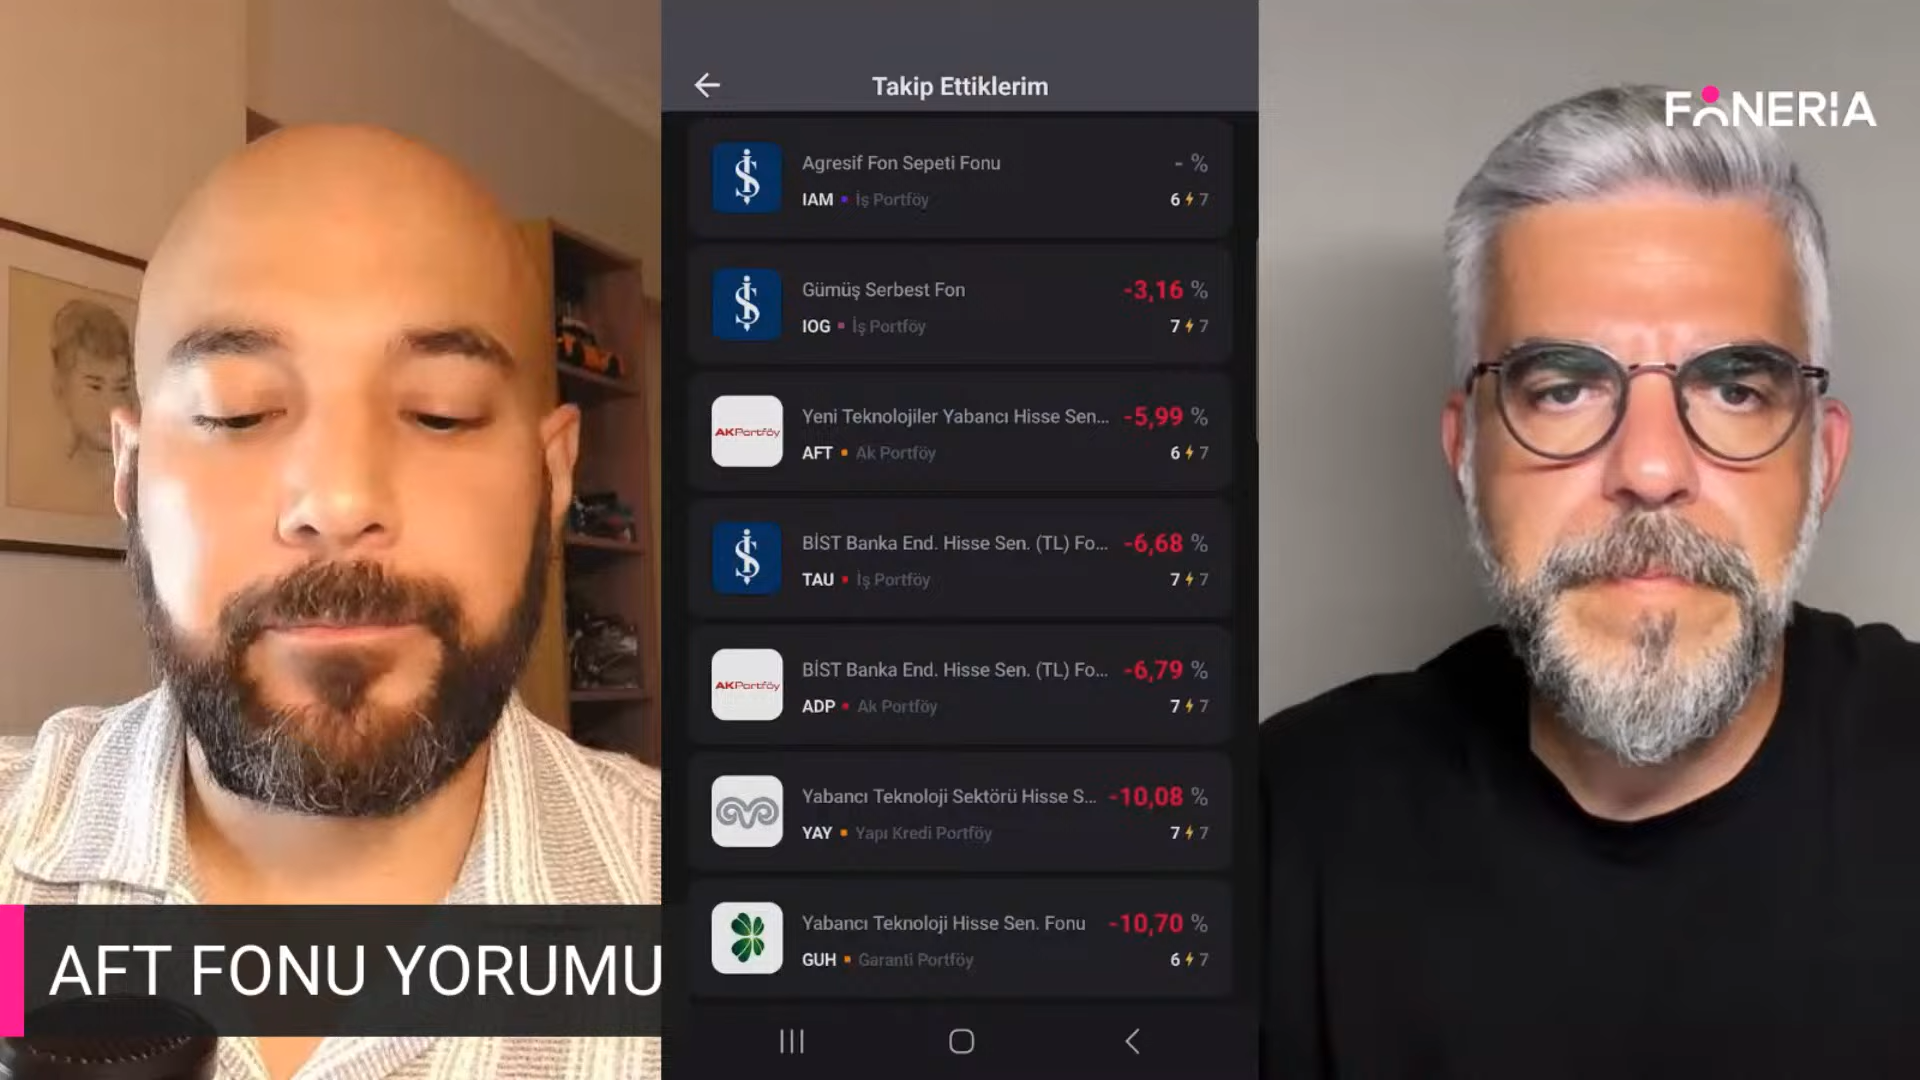 Takip Ettiklerim
FONERIA
Agresif Fon Sepeti Fonu - %
IAM İş Portföy 6 7
Gümüş Serbest Fon -3,16 %
IOG İş Portföy 7 7
AKPortföy
Yeni Teknolojiler Yabancı Hisse Sen... -5,99 %
AFT Ak Portföy 6 7
BİST Banka End. Hisse Sen. (TL) Fo... -6,68 %
TAU İş Portföy 7 7
AKPortföy
BİST Banka End. Hisse Sen. (TL) Fo... -6,79 %
ADP Ak Portföy 7 7
Yabancı Teknoloji Sektörü Hisse S... -10,08 %
YAY Yapı Kredi Portföy 7 7
Yabancı Teknoloji Hisse Sen. Fonu -10,70 %
GUH Garanti Portföy 6 7
AFT FONU YORUMU